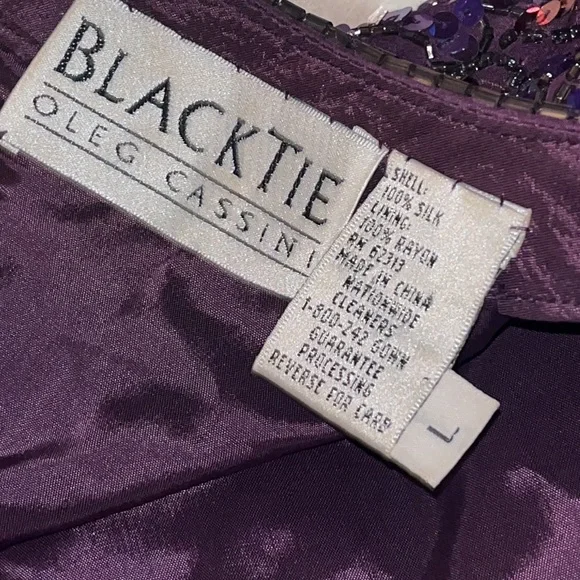 BLACKTIE
OLEG CASSINI
SHELL:
100% SILK
LINING:
100% RAYON
RN 62313
MADE IN CHINA
NATIONWIDE
CLEANERS
1-800-242 GOWN
GUARANTEE
PROCESSING
REVERSE FOR CARE
L